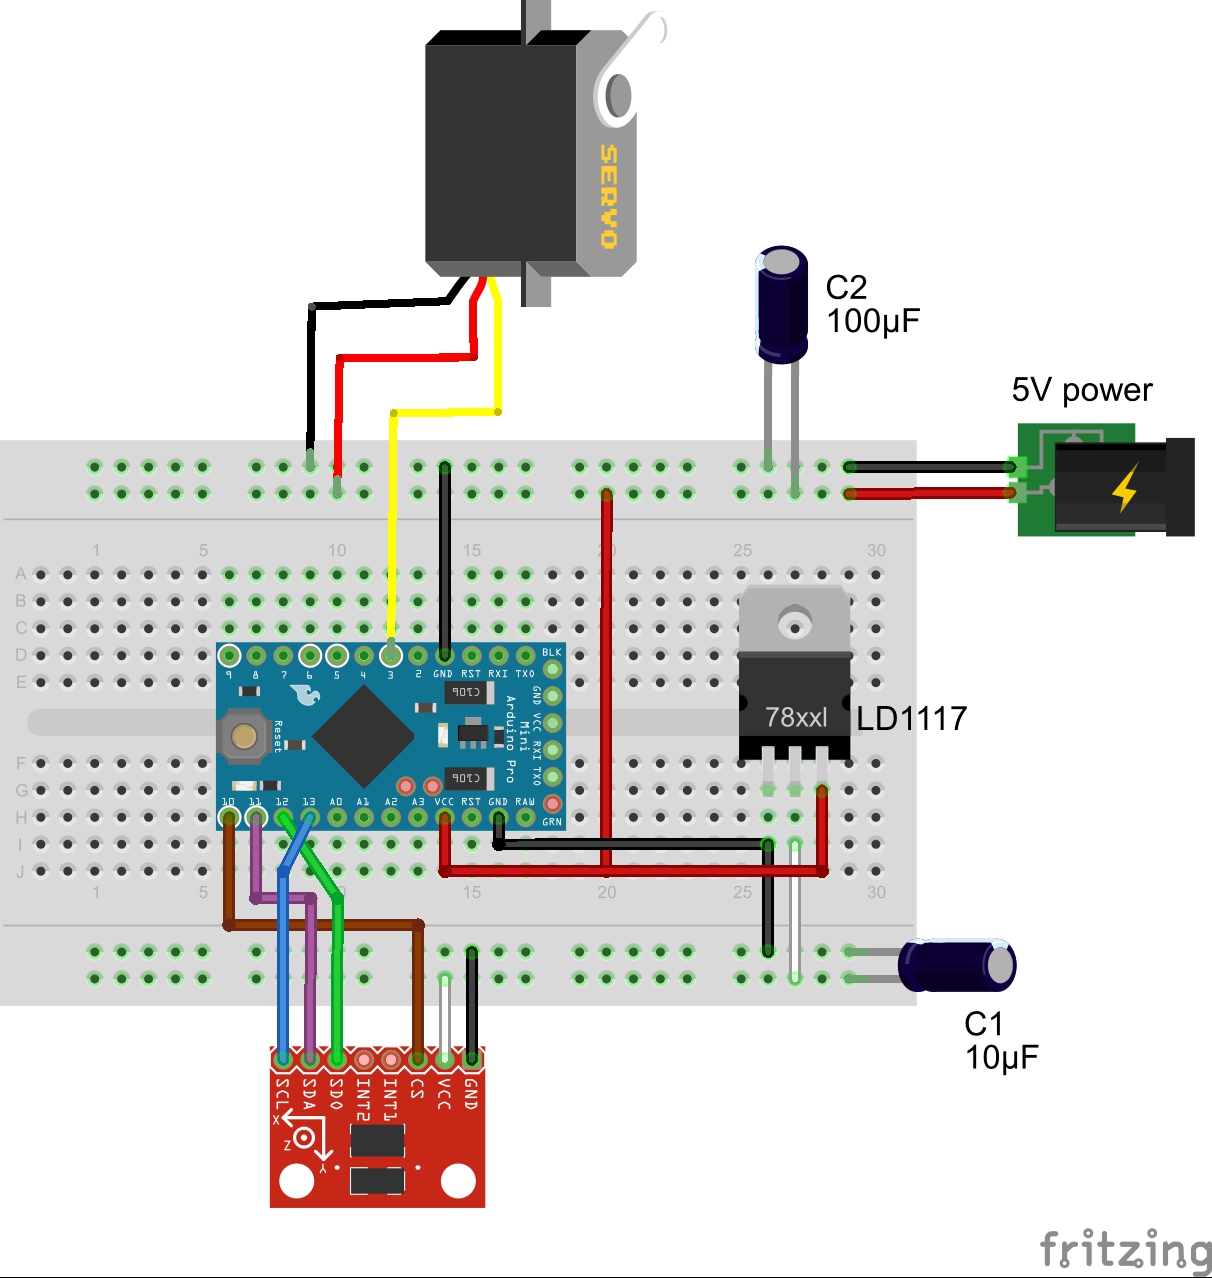 SERVO
C2
100µF
5V power
1 5 10 15 20 25 30
A
B
C
D
E
F
G
H
I
J
9 8 7 6 5 4 3 2 GND RST RXI TXO
BLK
GND VCC RXI TXO
GRN
Reset
Arduino Pro
Mini
10 11 12 13 A0 A1 A2 A3 VCC RST GND RAW
78xxl
LD1117
1 5 10 15 20 25 30
C1
10µF
SCL SDA SDO INT2 INT1 CS VCC GND
X
Z
Y
fritzing